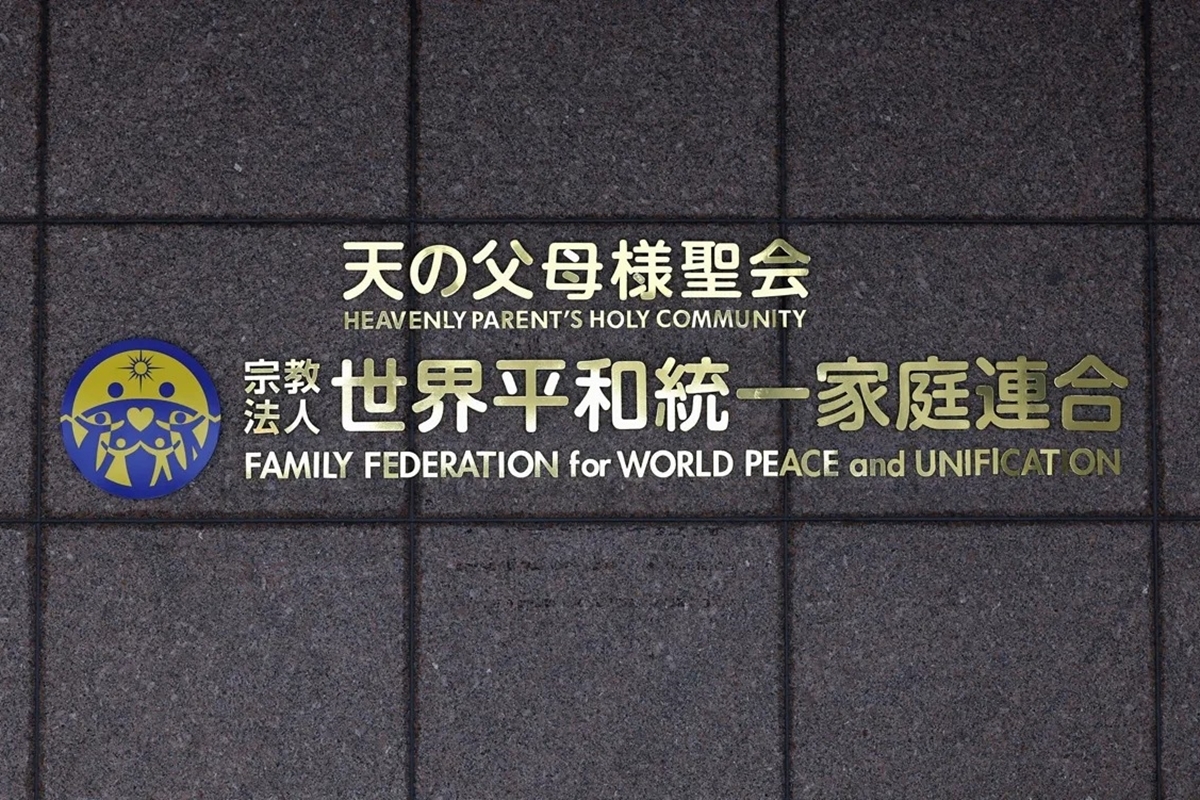 天の父母様聖会
HEAVENLY PARENT'S HOLY COMMUNITY
宗教法人 世界平和統一家庭連合
FAMILY FEDERATION for WORLD PEACE and UNIFICAT ON